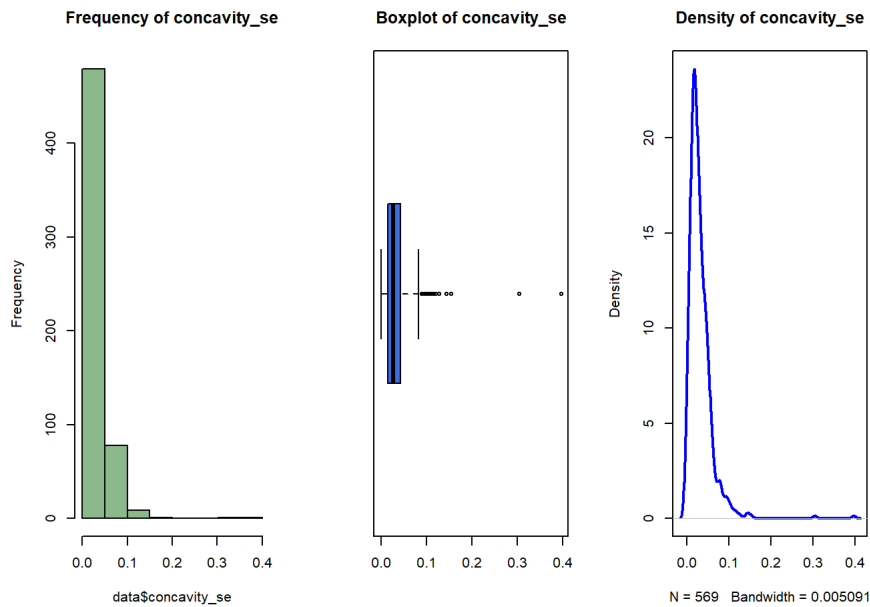 Frequency of concavity_se
Frequency
0
100
200
300
400
0.0 0.1 0.2 0.3 0.4
data$concavity_se
Boxplot of concavity_se
0.0 0.1 0.2 0.3 0.4
Density of concavity_se
Density
0
5
10
15
20
0.0 0.1 0.2 0.3 0.4
N = 569 Bandwidth = 0.005091